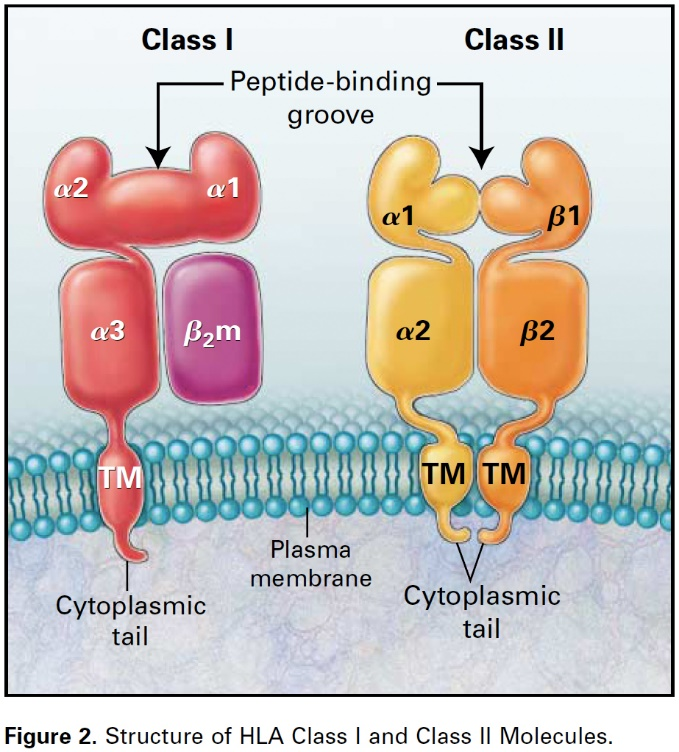 Class I
Class II
Peptide-binding
groove
α2
α1
α1
β1
α3
β₂m
α2
β2
TM
TM
TM
Plasma
membrane
Cytoplasmic
tail
Cytoplasmic
tail
Figure 2. Structure of HLA Class I and Class II Molecules.